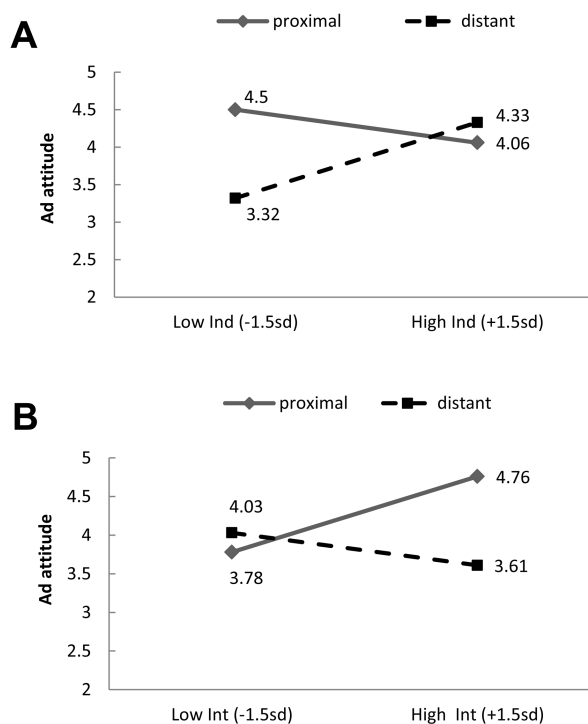 A
proximal distant
5
4.5
4
3.5
3
2.5
2
Ad attitude
4.5
3.32
4.33
4.06
Low Ind (-1.5sd) High Ind (+1.5sd)
B
proximal distant
5
4.5
4
3.5
3
2.5
2
Ad attitude
4.03
3.78
4.76
3.61
Low Int (-1.5sd) High Int (+1.5sd)